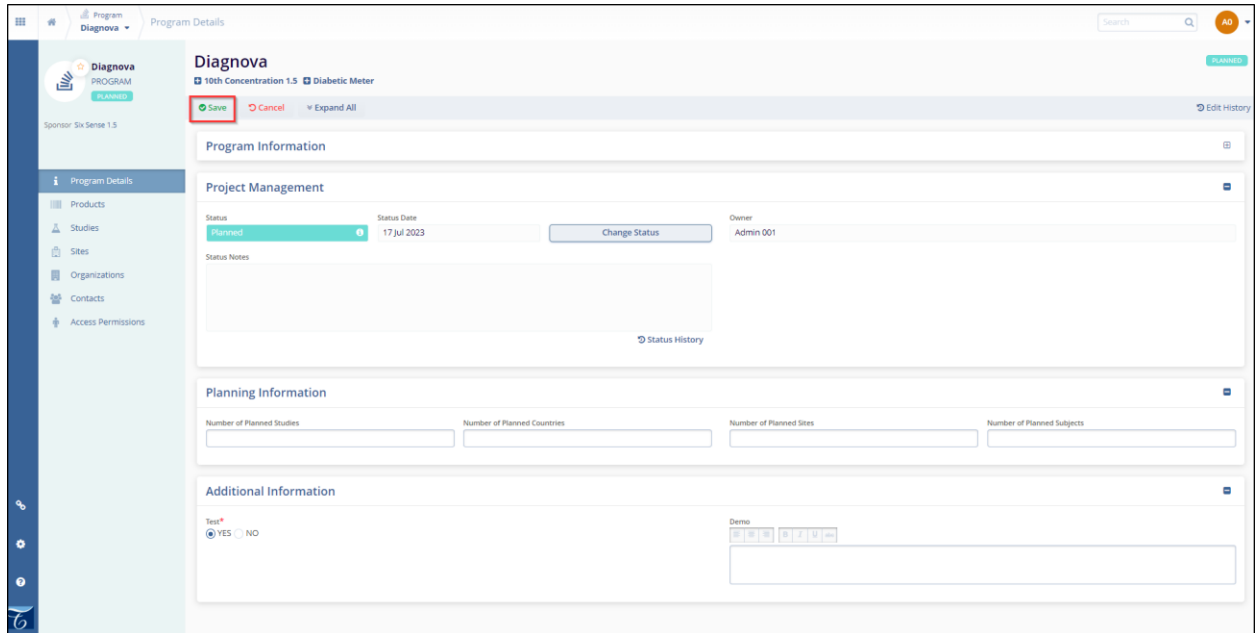 Program
Diagnova
Program Details
Search
AO
Diagnova
PROGRAM
PLANNED
Sponsor Six Sense 1.5
Program Details
Products
Studies
Sites
Organizations
Contacts
Access Permissions
Diagnova
PLANNED
10th Concentration 1.5 Diabetic Meter
Save Cancel Expand All Edit History
Program Information
Project Management
Status Status Date Owner
Planned 17 Jul 2023 Change Status Admin 001
Status Notes
Status History
Planning Information
Number of Planned Studies Number of Planned Countries Number of Planned Sites Number of Planned Subjects
Additional Information
Test* Demo
YES NO
B I U abc